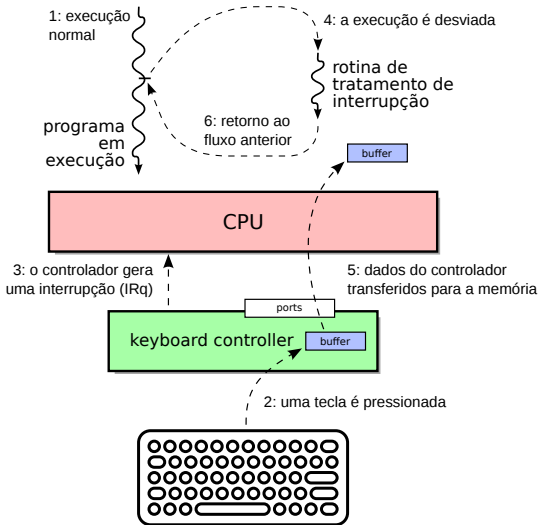 1: execução
normal
4: a execução é desviada
rotina de
tratamento de
interrupção
6: retorno ao
fluxo anterior
programa
em
execução
buffer
CPU
3: o controlador gera
uma interrupção (IRq)
5: dados do controlador
transferidos para a memória
ports
keyboard controller
buffer
2: uma tecla é pressionada